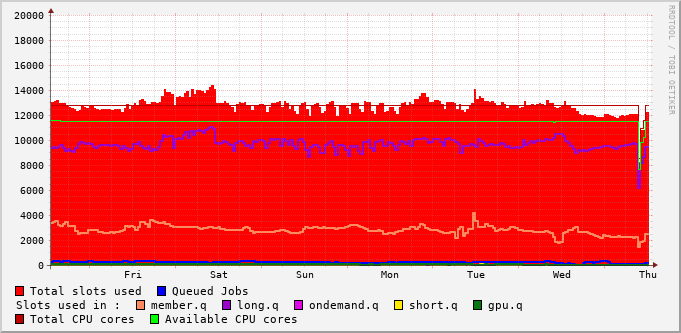 20000
18000
16000
14000
12000
10000
8000
6000
4000
2000
0
Fri Sat Sun Mon Tue Wed Thu
RRDTOOL / TOBI OETIKER
Total slots used Queued Jobs
Slots used in : member.q long.q ondemand.q short.q gpu.q
Total CPU cores Available CPU cores